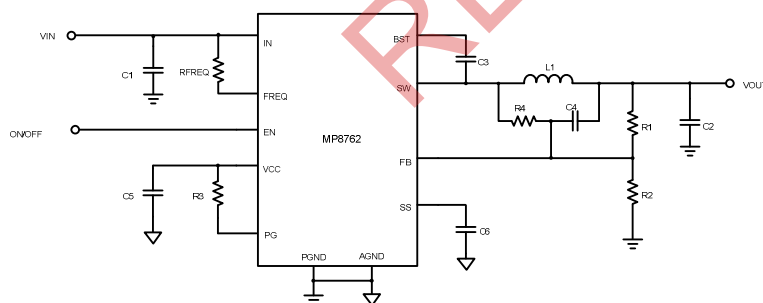 VIN
IN
BST
L1
C1
RFREQ
C3
FREQ
SW
VOU
R4
C4
R1
C2
ON/OFF
EN
MP8762
VCC
FB
C5
R3
R2
SS
C6
PG
PGND
AGND